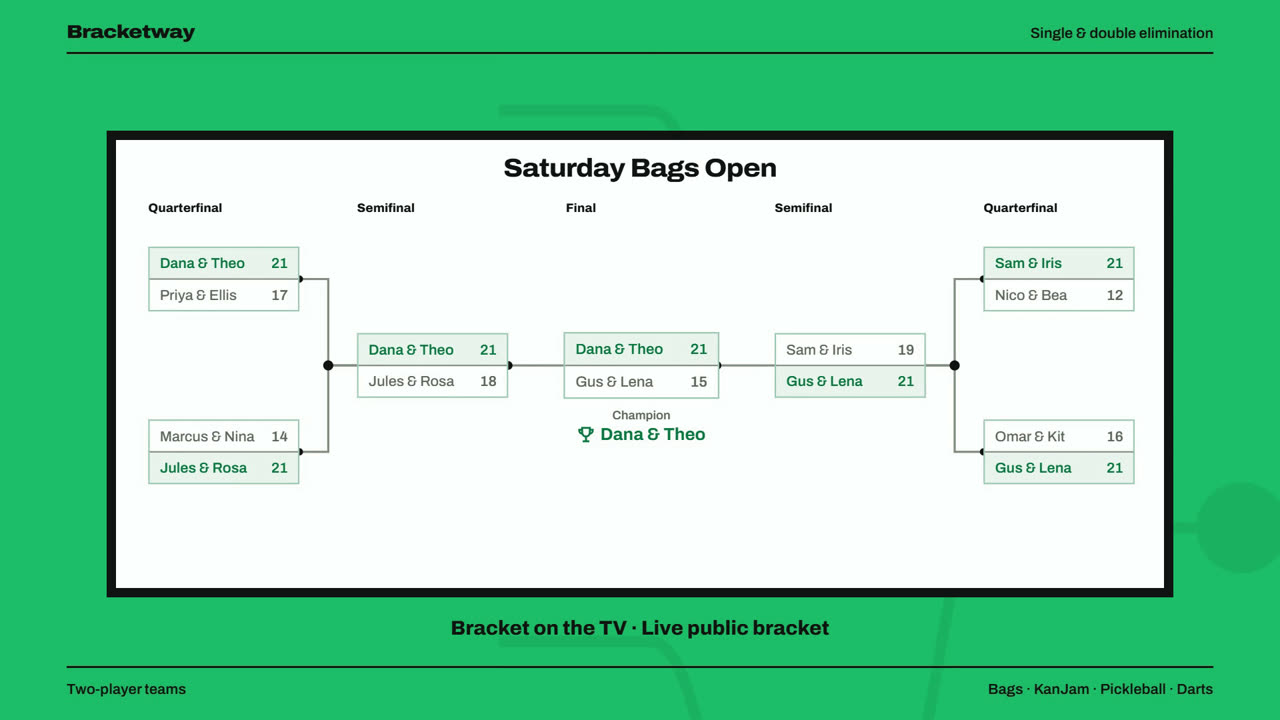 Bracketway
Single & double elimination
Saturday Bags Open
Quarterfinal
Semifinal
Final
Semifinal
Quarterfinal
Dana & Theo 21
Priya & Ellis 17
Marcus & Nina 14
Jules & Rosa 21
Dana & Theo 21
Jules & Rosa 18
Dana & Theo 21
Gus & Lena 15
Champion
Dana & Theo
Sam & Iris 19
Gus & Lena 21
Sam & Iris 21
Nico & Bea 12
Omar & Kit 16
Gus & Lena 21
Bracket on the TV · Live public bracket
Two-player teams
Bags · KanJam · Pickleball · Darts